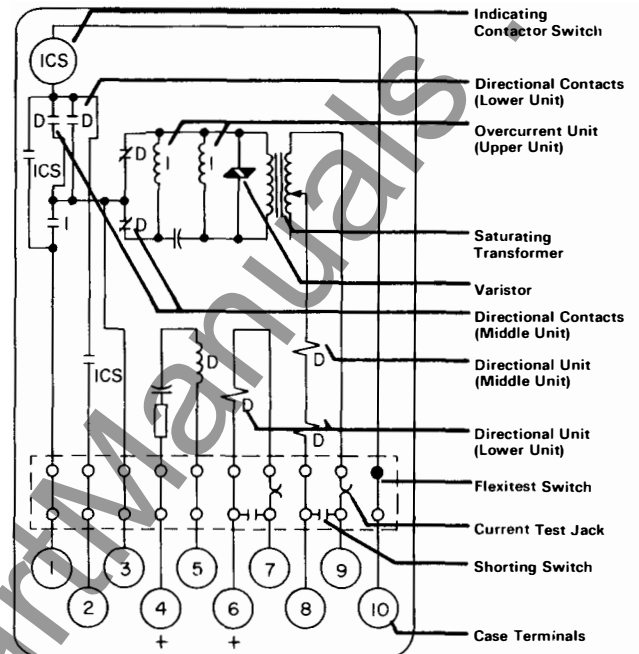 Indicating
Contactor Switch
ICS
Directional Contacts
(Lower Unit)
D D
Overcurrent Unit
(Upper Unit)
D I I
ICS
I D
Saturating
Transformer
Varistor
Directional Contacts
(Middle Unit)
D
Directional Unit
(Middle Unit)
ICS D D
D
Directional Unit
(Lower Unit)
Flexitest Switch
Current Test Jack
Shorting Switch
1 3 5 7 9
2 4 6 8 10
+ +
Case Terminals
artManuals.